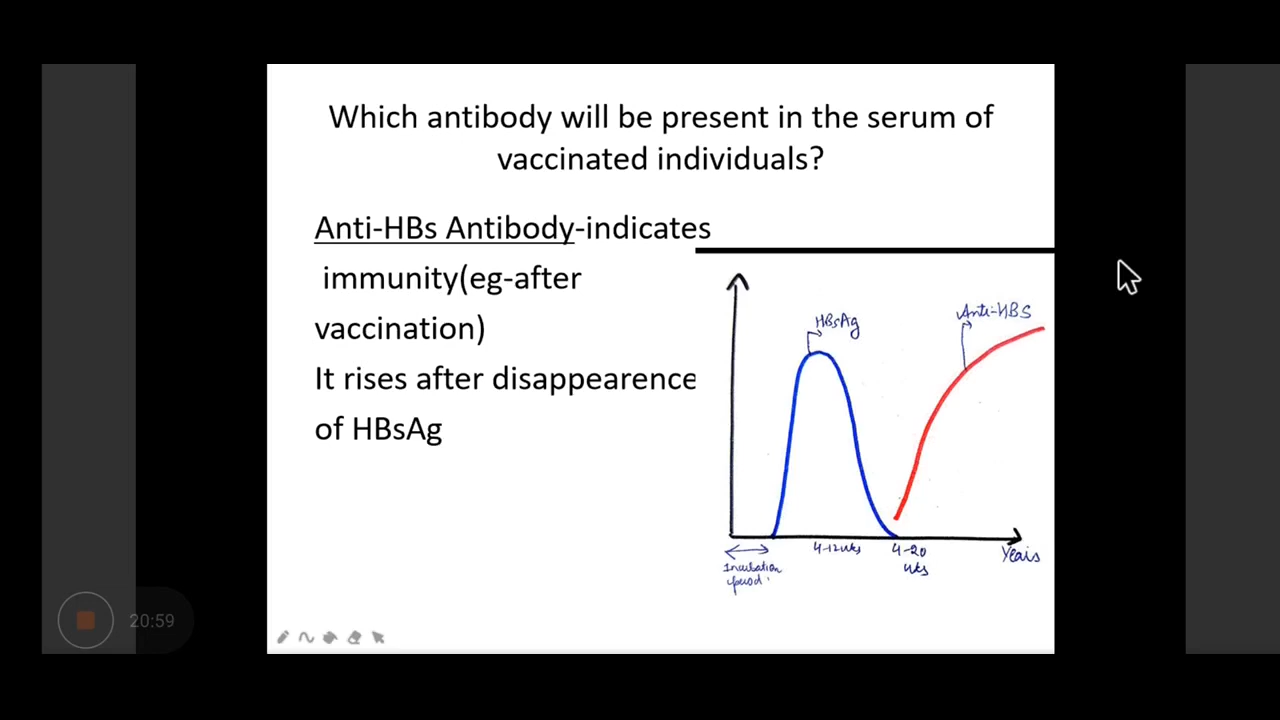 Which antibody will be present in the serum of
vaccinated individuals?
Anti-HBs Antibody-indicates
immunity(eg-after
vaccination)
It rises after disappearence
of HBsAg
HBsAg
Anti-HBS
4-12wks
4-20
wks
Years
Incubation
period.
20:59